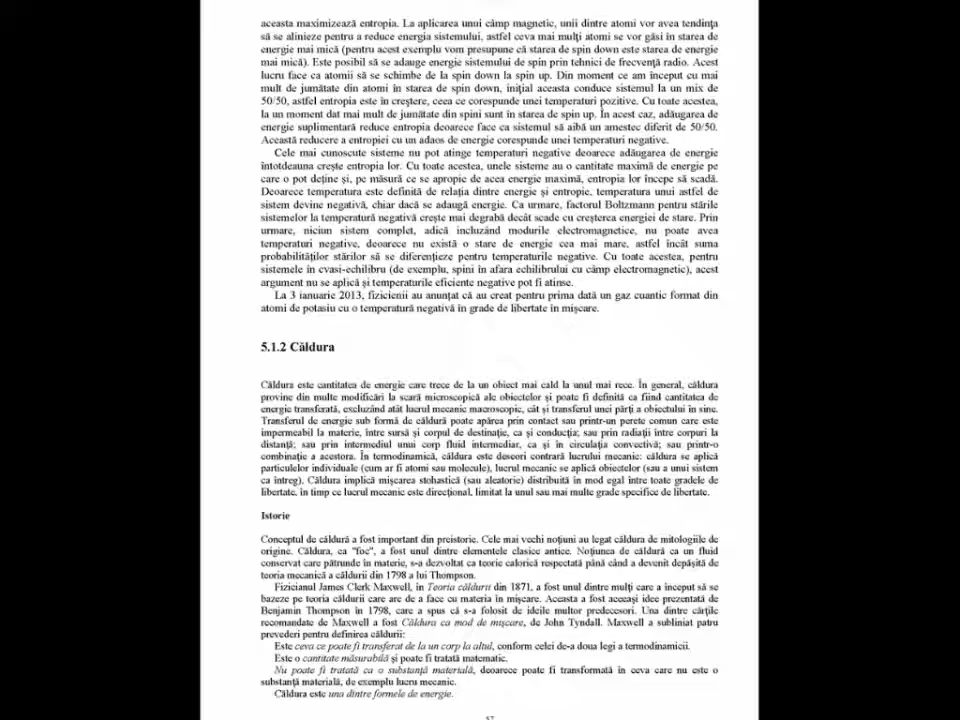 aceasta maximizează entropia. La aplicarea unui câmp magnetic, unii dintre atomi vor avea tendința
să se alinieze pentru a reduce energia sistemului, astfel ceva mai mulți atomi se vor găsi în starea de
energie mai mică (pentru acest exemplu vom presupune că starea de spin down este starea de energie
mai mică). Este posibil să se adauge energie sistemului de spin prin tehnici de frecvență radio. Acest
lucru face ca atomii să se schimbe de la spin down la spin up. Din moment ce am început cu mai
mult de jumătate din atomi în starea de spin down, inițial aceasta conduce sistemul la un mix de
50/50, astfel entropia este în creștere, ceea ce corespunde unei temperaturi pozitive. Cu toate acestea,
la un moment dat mai mult de jumătate din spini sunt în starea de spin up. În acest caz, adăugarea de
energie suplimentară reduce entropia deoarece face ca sistemul să aibă un amestec diferit de 50/50.
Această reducere a entropiei cu un adaos de energie corespunde unei temperaturi negative.
Cele mai cunoscute sisteme nu pot atinge temperaturi negative deoarece adăugarea de energie
întotdeauna crește entropia lor. Cu toate acestea, unele sisteme au o cantitate maximă de energie pe
care o pot deține și, pe măsură ce se apropie de acea energie maximă, entropia lor începe să scadă.
Deoarece temperatura este definită de relația dintre energie și entropie, temperatura unui astfel de
sistem devine negativă, chiar dacă se adaugă energie. Ca urmare, factorul Boltzmann pentru stările
sistemelor la temperatură negativă crește mai degrabă decât scade cu creșterea energiei de stare. Prin
urmare, niciun sistem complet, adică incluzând modurile electromagnetice, nu poate avea
temperaturi negative, deoarece nu există o stare de energie cea mai mare, astfel încât suma
probabilităților stărilor să se diferențieze pentru temperaturile negative. Cu toate acestea, pentru
sistemele în cvasi-echilibru (de exemplu, spini în afara echilibrului cu câmp electromagnetic), acest
argument nu se aplică și temperaturile eficiente negative pot fi atinse.
La 3 ianuarie 2013, fizicienii au anunțat că au creat pentru prima dată un gaz cuantic format din
atomi de potasiu cu o temperatură negativă în grade de libertate în mișcare.
5.1.2 Căldura
Căldura este cantitatea de energie care trece de la un obiect mai cald la unul mai rece. În general, căldura
provine din multe modificări la scară microscopică ale obiectelor și poate fi definită ca fiind cantitatea de
energie transferată, excluzând atât lucrul mecanic macroscopic, cât și transferul unei părți a obiectului în sine.
Transferul de energie sub formă de căldură poate apărea prin contact sau printr-un perete comun care este
impermeabil la materie, între sursă și corpul de destinație, ca și conducția; sau prin radiații între corpuri la
distanță; sau prin intermediul unui corp fluid intermediar, ca și în circulația convectivă; sau printr-o
combinație a acestora. În termodinamică, căldura este deseori contrară lucrului mecanic: căldura se aplică
particulelor individuale (cum ar fi atomi sau molecule), lucrul mecanic se aplică obiectelor (sau a unui sistem
ca întreg). Căldura implică mișcarea stohastică (sau aleatorie) distribuită în mod egal între toate gradele de
libertate, în timp ce lucrul mecanic este direcțional, limitat la unul sau mai multe grade specifice de libertate.
Istorie
Conceptul de căldură a fost important din preistorie. Cele mai vechi noțiuni au legat căldura de mitologiile de
origine. Căldura, ca "foc", a fost unul dintre elementele clasice antice. Noțiunea de căldură ca un fluid
conservat care pătrunde în materie, s-a dezvoltat ca teorie calorică respectată până când a devenit depășită de
teoria mecanică a căldurii din 1798 a lui Thompson.
Fizicianul James Clerk Maxwell, în Teoria căldurii din 1871, a fost unul dintre mulți care a început să se
bazeze pe teoria căldurii care are de a face cu materia în mișcare. Aceasta a fost aceeași idee prezentată de
Benjamin Thompson în 1798, care a spus că s-a folosit de ideile multor predecesori. Una dintre cărțile
recomandate de Maxwell a fost Căldura ca mod de mișcare, de John Tyndall. Maxwell a subliniat patru
prevederi pentru definirea căldurii:
Este ceva ce poate fi transferat de la un corp la altul, conform celei de-a doua legi a termodinamicii.
Este o cantitate măsurabilă și poate fi tratată matematic.
Nu poate fi tratată ca o substanță materială, deoarece poate fi transformată în ceva care nu este o
substanță materială, de exemplu lucru mecanic.
Căldura este una dintre formele de energie.
57